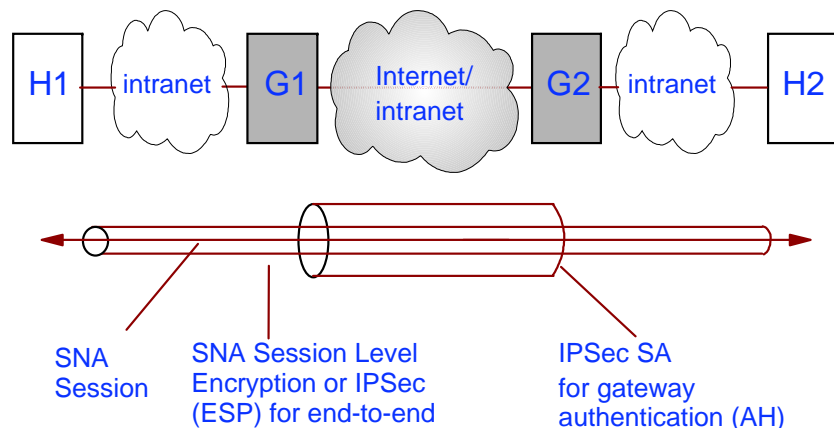 H1
intranet
G1
Internet/
intranet
G2
intranet
H2
SNA
Session
SNA Session Level
Encryption or IPSec
(ESP) for end-to-end
IPSec SA
for gateway
authentication (AH)